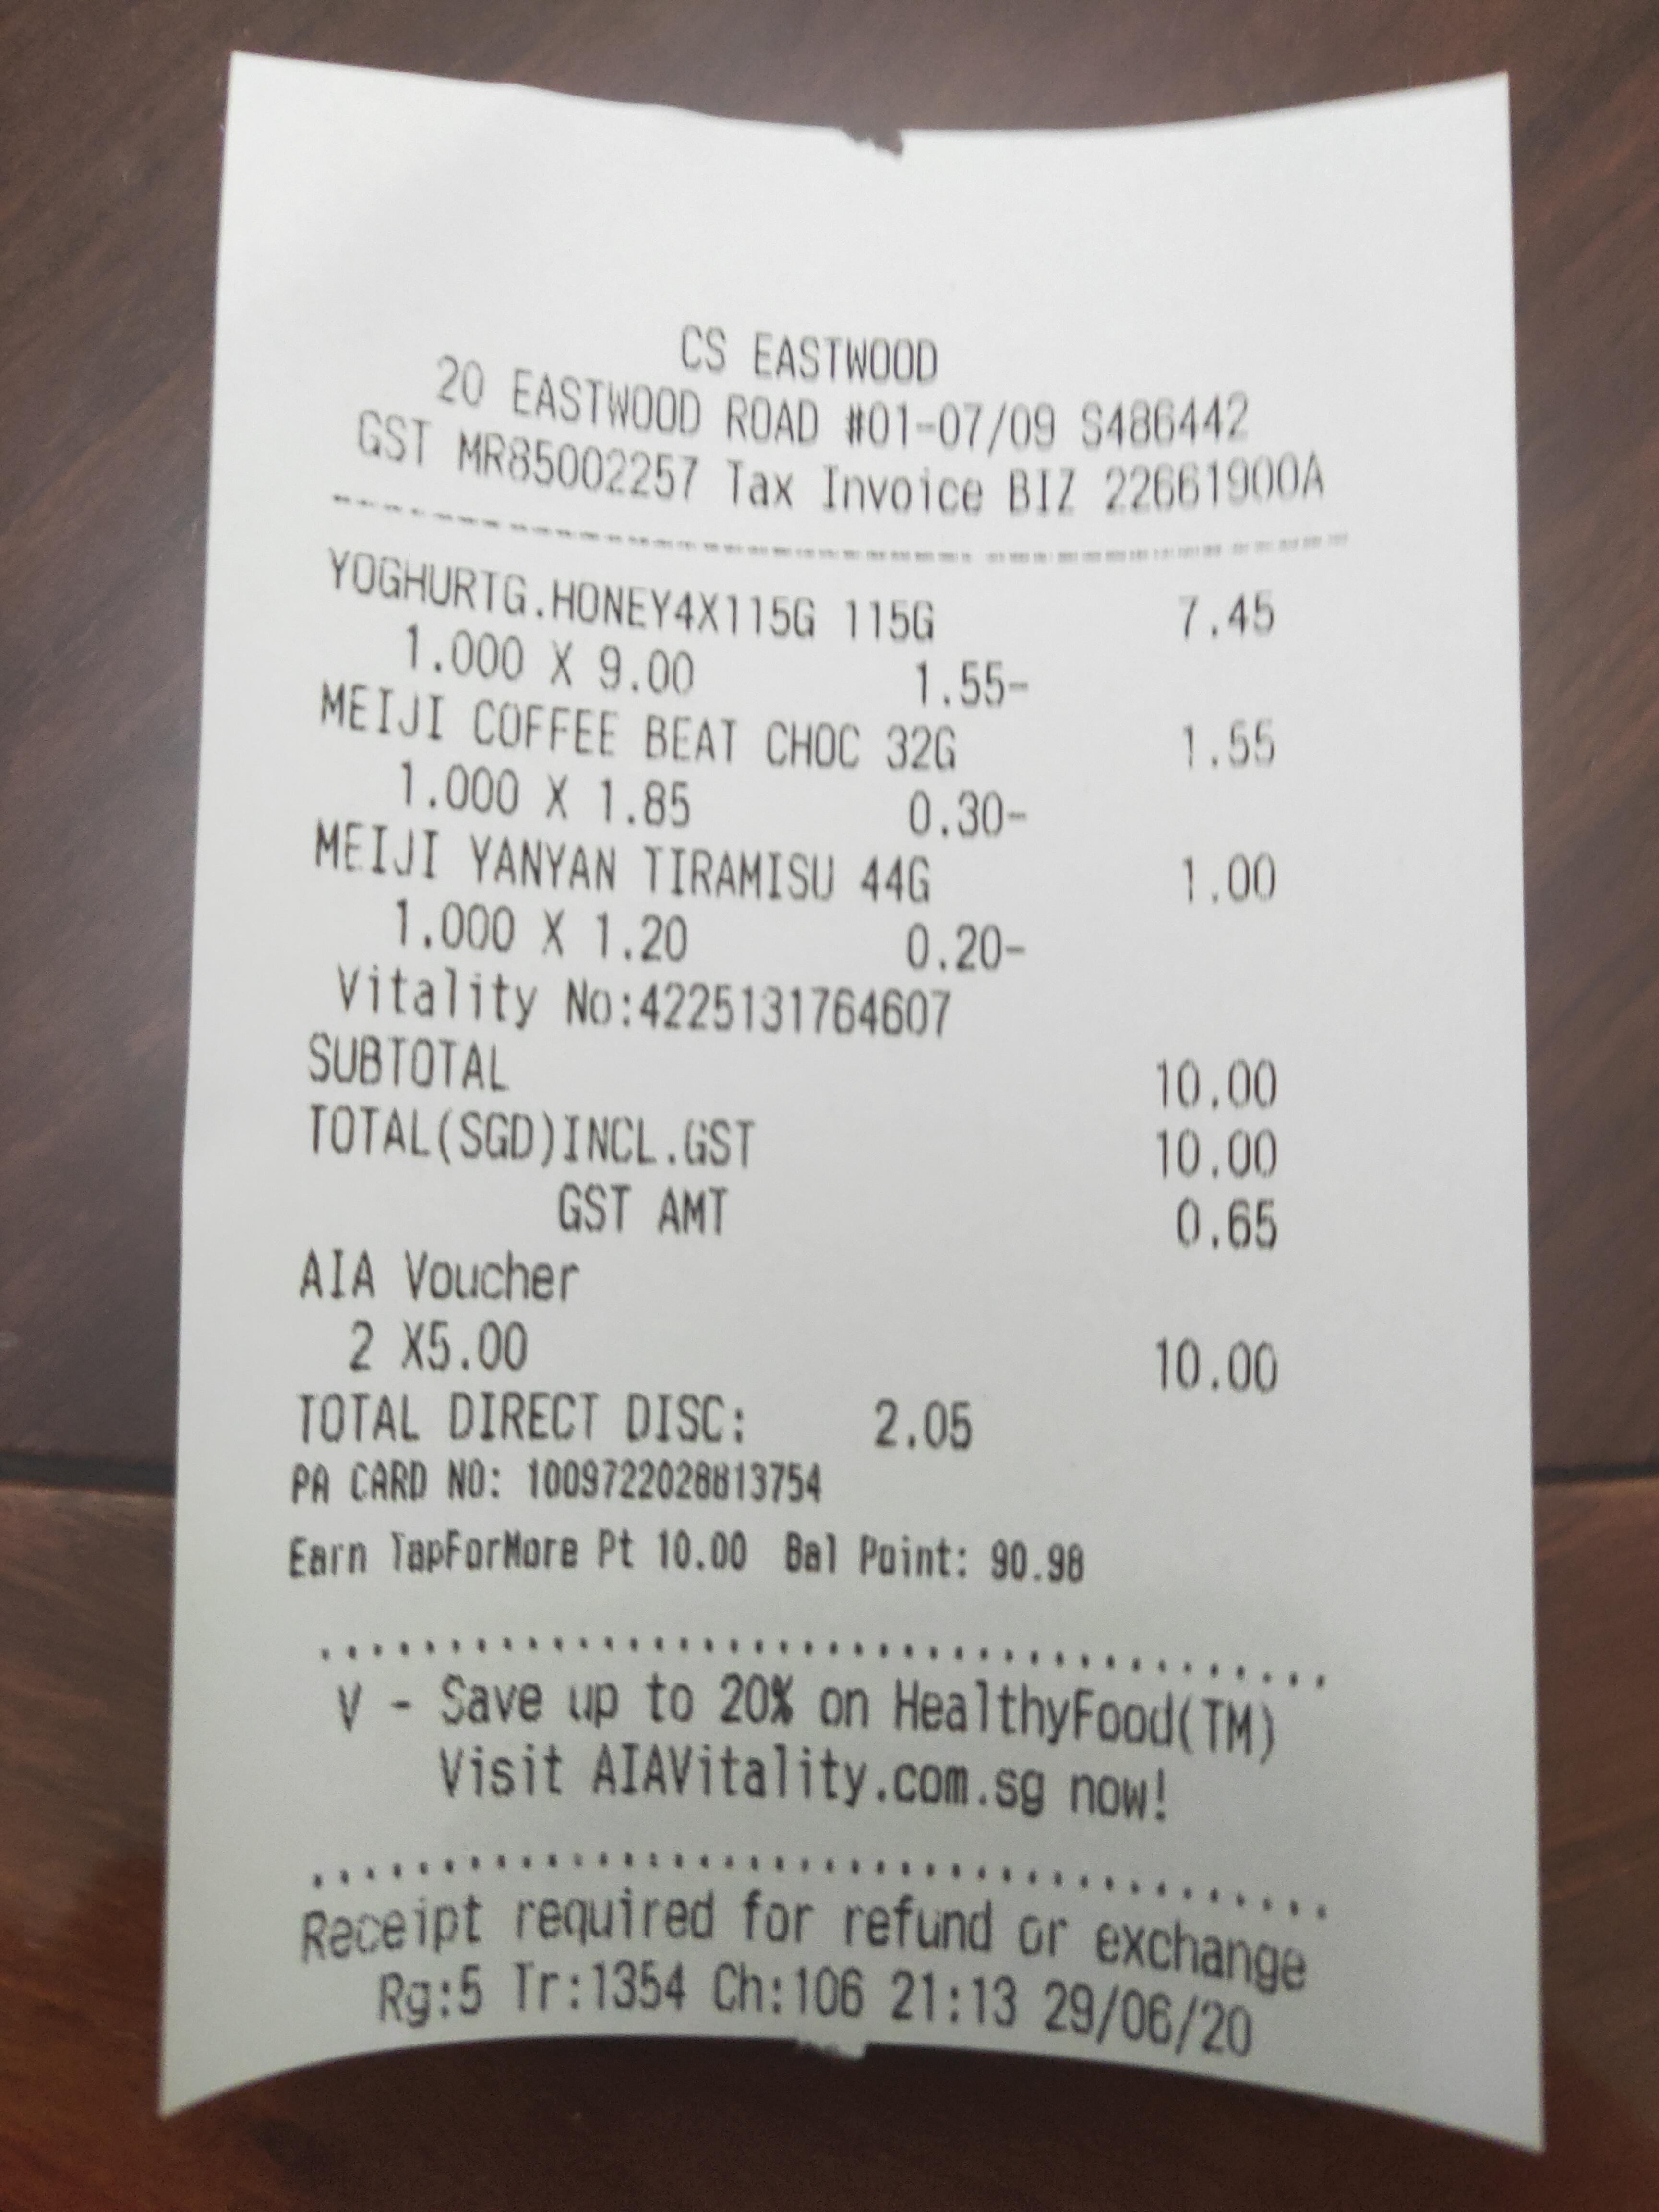 CS EASTWOOD
20 EASTWOOD ROAD #01-07/09 S486442
GST MR85002257 Tax Invoice BIZ 22661900A
YOGHURTG.HONEY4X115G 115G 7.45
1.000 X 9.00 1.55-
MEIJI COFFEE BEAT CHOC 32G 1.55
1.000 X 1.85 0.30-
MEIJI YANYAN TIRAMISU 44G 1.00
1.000 X 1.20 0.20-
Vitality No:4225131764607
SUBTOTAL 10.00
TOTAL(SGD)INCL.GST 10.00
GST AMT 0.65
AIA Voucher
2 X5.00 10.00
TOTAL DIRECT DISC: 2.05
PA CARD NO: 1009722028813754
Earn TapForMore Pt 10.00 Bal Point: 90.98
V - Save up to 20% on HealthyFood(TM)
Visit AIAVitality.com.sg now!
Receipt required for refund or exchange
Rg:5 Tr:1354 Ch:106 21:13 29/06/20